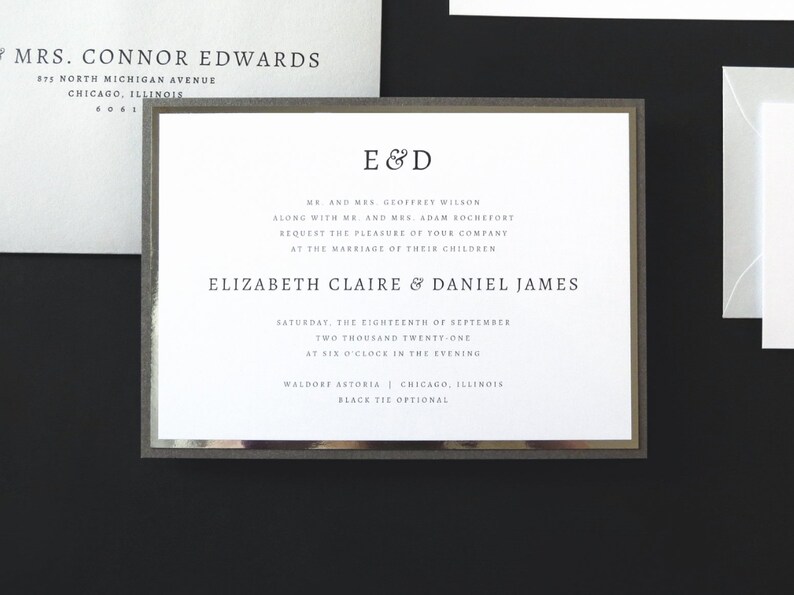 & MRS. CONNOR EDWARDS
875 NORTH MICHIGAN AVENUE
CHICAGO, ILLINOIS
6061
E & D
MR. AND MRS. GEOFFREY WILSON
ALONG WITH MR. AND MRS. ADAM ROCHEFORT
REQUEST THE PLEASURE OF YOUR COMPANY
AT THE MARRIAGE OF THEIR CHILDREN
ELIZABETH CLAIRE & DANIEL JAMES
SATURDAY, THE EIGHTEENTH OF SEPTEMBER
TWO THOUSAND TWENTY-ONE
AT SIX O'CLOCK IN THE EVENING
WALDORF ASTORIA | CHICAGO, ILLINOIS
BLACK TIE OPTIONAL